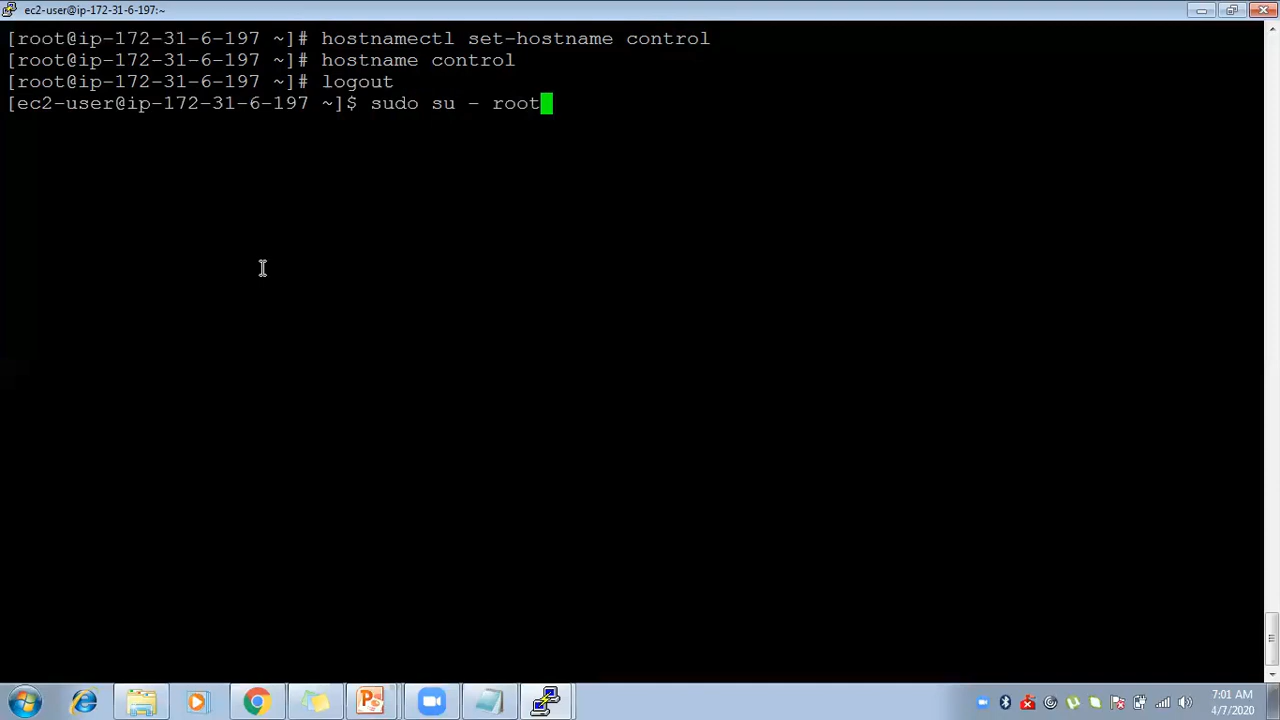 ec2-user@ip-172-31-6-197:~
[root@ip-172-31-6-197 ~]# hostnamectl set-hostname control
[root@ip-172-31-6-197 ~]# hostname control
[root@ip-172-31-6-197 ~]# logout
[ec2-user@ip-172-31-6-197 ~]$ sudo su - root
7:01 AM
4/7/2020